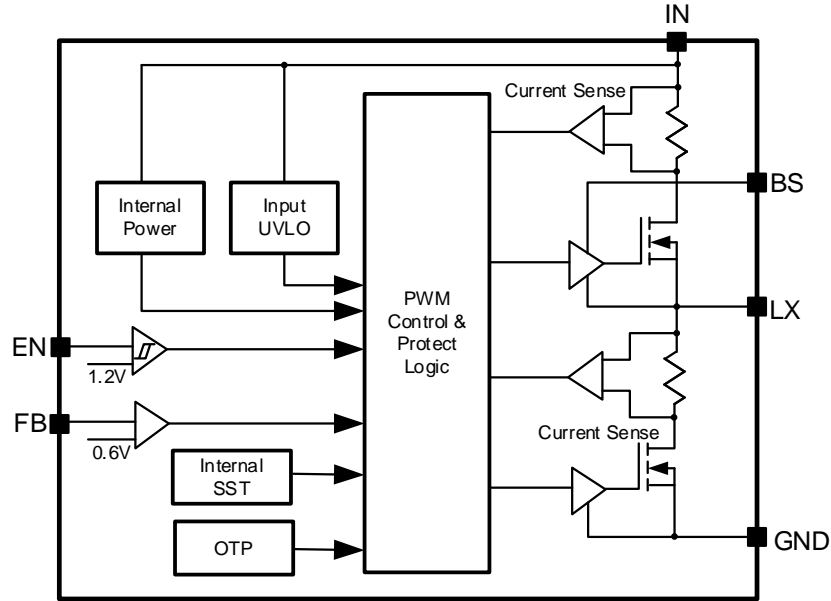 IN
Current Sense
BS
Internal
Power
Input
UVLO
PWM
Control &
Protect
Logic
LX
EN
1.2V
FB
0.6V
Current Sense
Internal
SST
OTP
GND